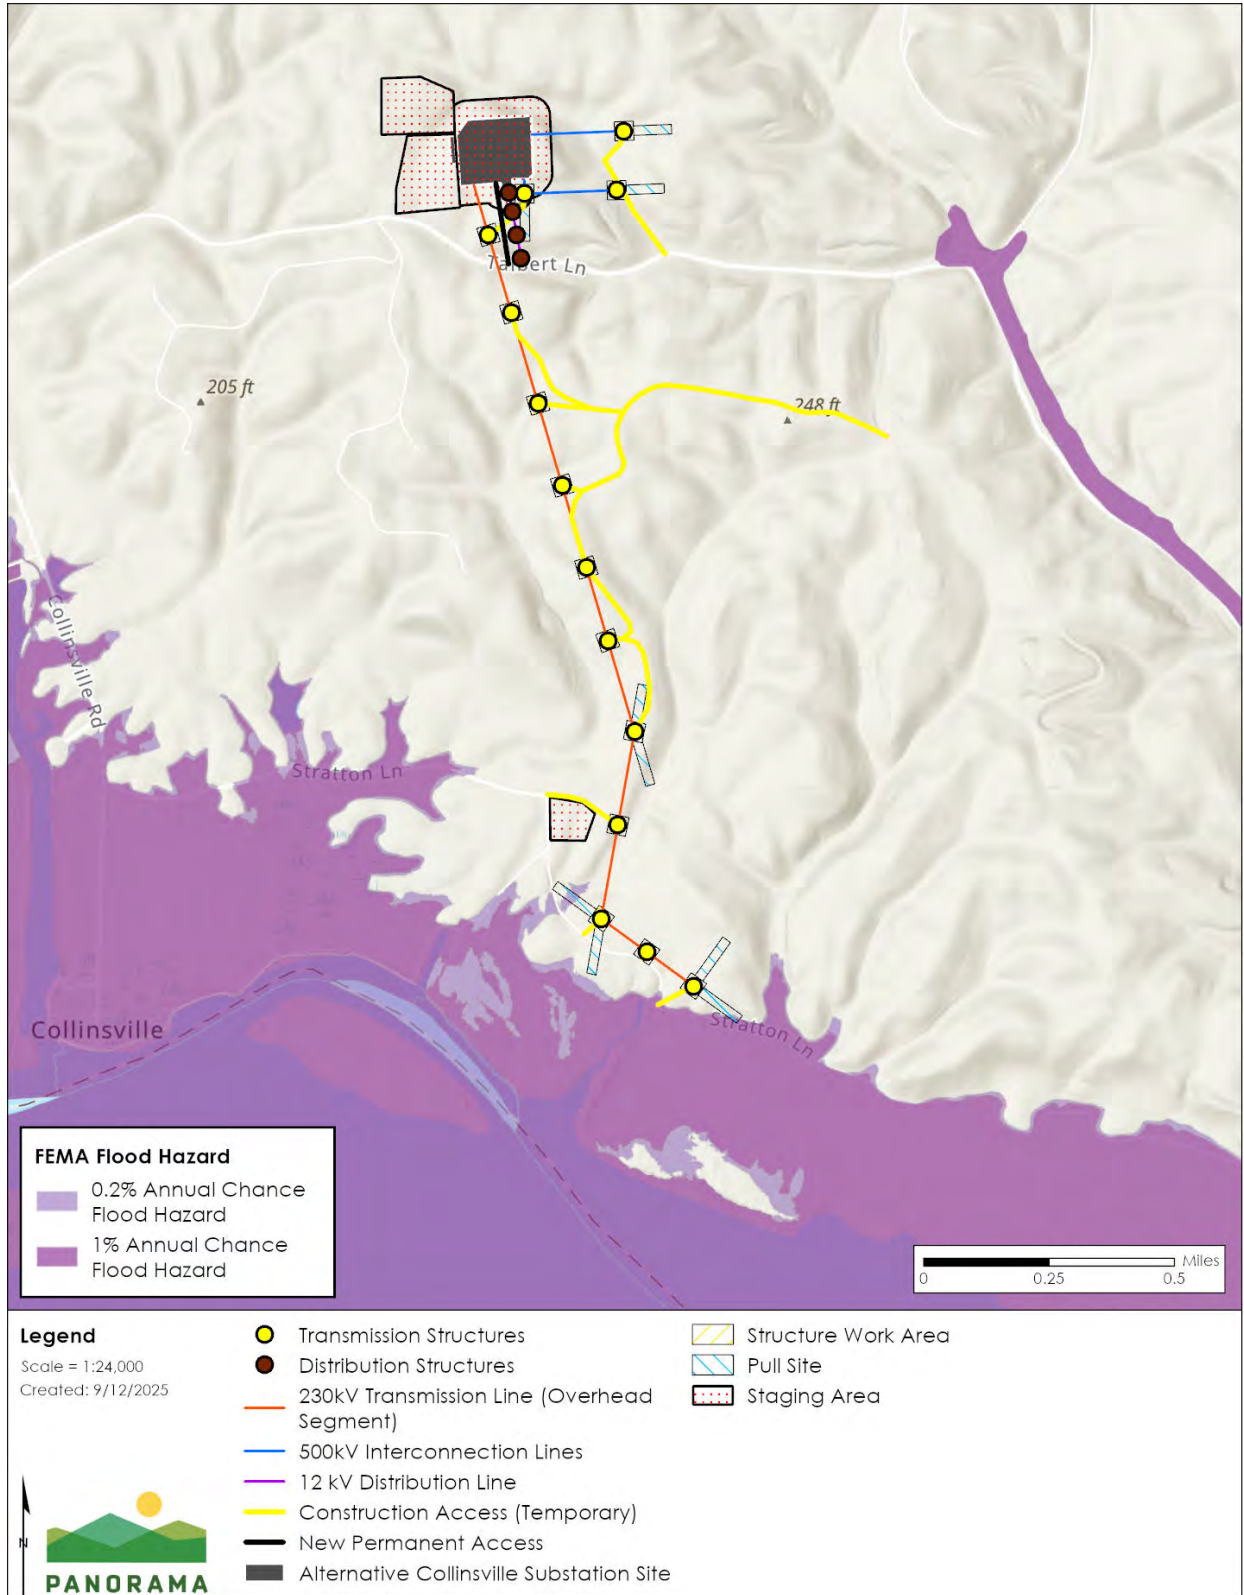 Talbert Ln
205 ft
248 ft
Collinsville Rd
Stratton Ln
Stratton Ln
Collinsville
FEMA Flood Hazard
0.2% Annual Chance
Flood Hazard
1% Annual Chance
Flood Hazard
Miles
0 0.25 0.5
Legend
Scale = 1:24,000
Created: 9/12/2025
N
PANORAMA
Transmission Structures
Distribution Structures
230kV Transmission Line (Overhead
Segment)
500kV Interconnection Lines
12 kV Distribution Line
Construction Access (Temporary)
New Permanent Access
Alternative Collinsville Substation Site
Structure Work Area
Pull Site
Staging Area